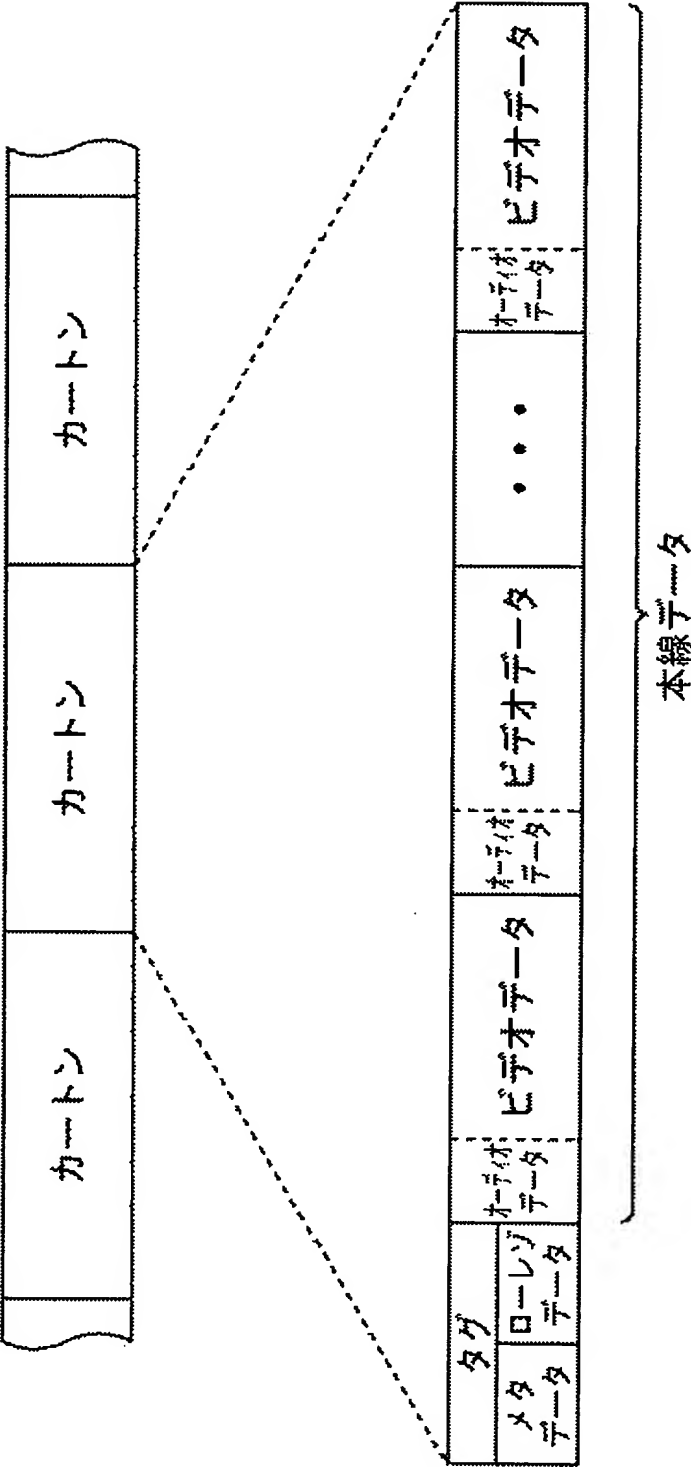 カートン
カートン
カートン
タグ
メタ
データ
ローレゾ
データ
オーディオ
データ
ビデオデータ
オーディオ
データ
ビデオデータ
・・・
オーディオ
データ
ビデオデータ
本線データ